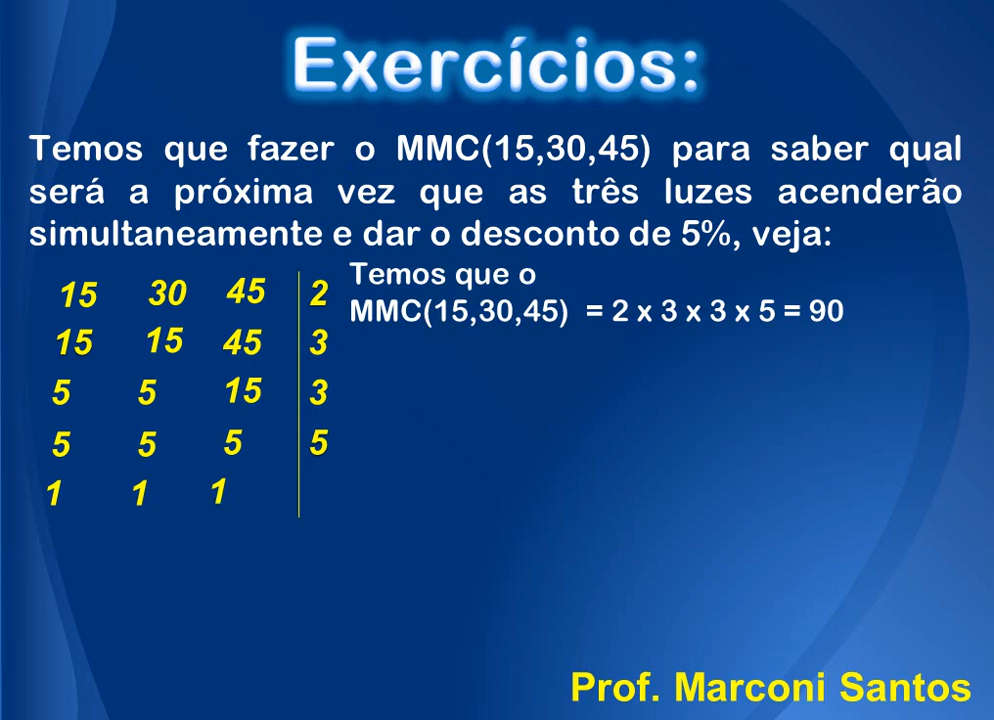 Exercícios:
Temos que fazer o MMC(15,30,45) para saber qual
será a próxima vez que as três luzes acenderão
simultaneamente e dar o desconto de 5%, veja:
Temos que o
MMC(15,30,45) = 2 x 3 x 3 x 5 = 90
15 30 45 2
15 15 45 3
5 5 15 3
5 5 5 5
1 1 1
Prof. Marconi Santos